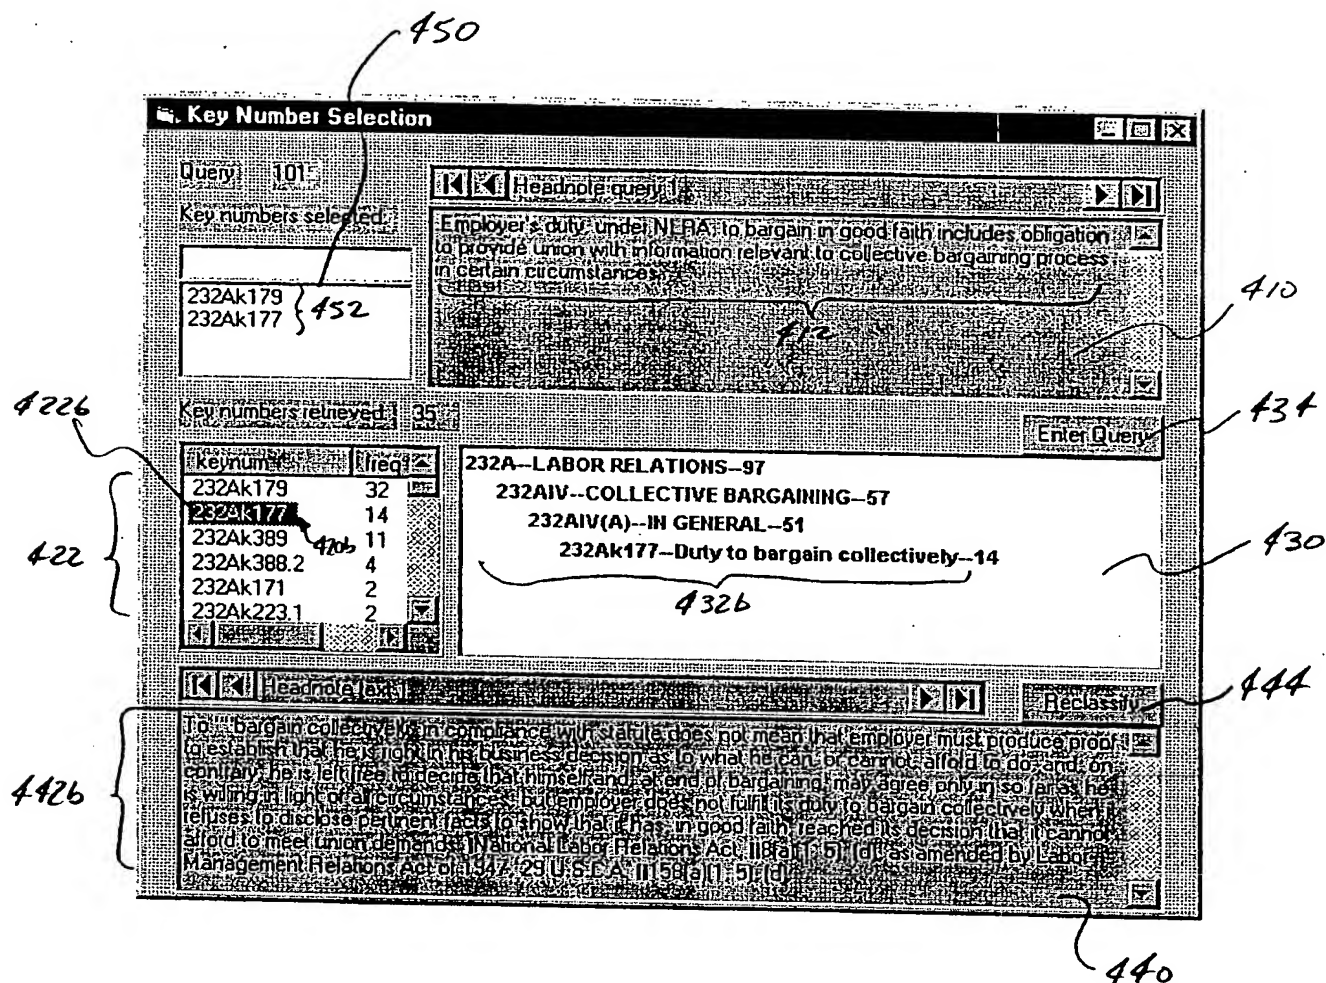 450
Key Number Selection
Query 101
Headnote query 1
Key numbers selected
Employer's duty, under NLRA, to bargain in good faith includes obligation
to provide union with information relevant to collective bargaining process
in certain circumstances.
232Ak179
232Ak177
452
412
410
422b
Key numbers retrieved 35
Enter Query
434
keynum freq
232A--LABOR RELATIONS--97
232Ak179 32
232AIV--COLLECTIVE BARGAINING--57
232Ak177 14
420b
232AIV(A)--IN GENERAL--51
232Ak389 11
232Ak177--Duty to bargain collectively--14
422
232Ak388.2 4
432b
430
232Ak171 2
232Ak223.1 2
Headnote text
Reclassify
444
To "bargain collectively" in compliance with statute does not mean that employer must produce proof
to establish that he is right in his business decision as to what he can, or cannot, afford to do, and, on
contrary, he is left free to decide that himself and, at end of bargaining, may agree only in so far as he
is willing in light of all circumstances, but employer does not fulfil its duty to bargain collectively when it
refuses to disclose pertinent facts to show that it has, in good faith, reached its decision that it cannot
afford to meet union demands. National Labor Relations Act, as amended by Labor
Management Relations Act of 1947, 29 U.S.C.A.
442b
440